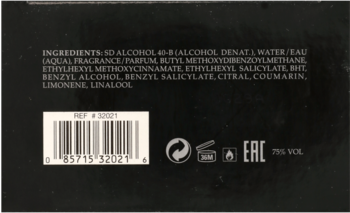 INGREDIENTS: SD ALCOHOL 40-B (ALCOHOL DENAT.), WATER/EAU
(AQUA), FRAGRANCE/PARFUM, BUTYL METHOXYDIBENZOYLMETHANE,
ETHYLHEXYL METHOXYCINNAMATE, ETHYLHEXYL SALICYLATE, BHT,
BENZYL ALCOHOL, BENZYL SALICYLATE, CITRAL, COUMARIN,
LIMONENE, LINALOOL
REF # 32021
0 85715 32021 6
36M
EAC
75% VOL